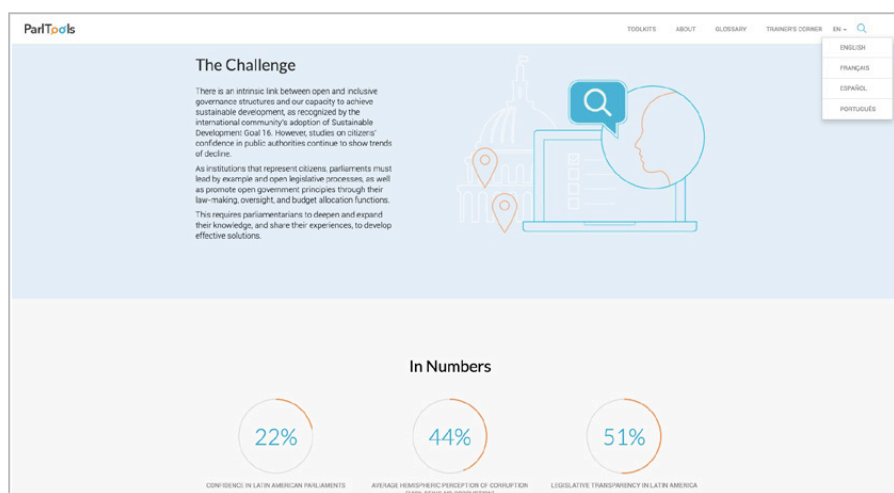 ParlTools
TOOLKITS ABOUT GLOSSARY TRAINER'S CORNER EN
ENGLISH
FRANÇAIS
ESPAÑOL
PORTUGUÊS
The Challenge
There is an intrinsic link between open and inclusive
governance structures and our capacity to achieve
sustainable development, as recognized by the
international community's adoption of Sustainable
Development Goal 16. However, studies on citizens'
confidence in public authorities continue to show trends
of decline.
As institutions that represent citizens, parliaments must
lead by example and open legislative processes, as well
as promote open government principles through their
law-making, oversight, and budget allocation functions.
This requires parliamentarians to deepen and expand
their knowledge, and share their experiences, to develop
effective solutions.
In Numbers
22% 44% 51%
CONFIDENCE IN LATIN AMERICAN PARLIAMENTS AVERAGE HEMISPHERIC PERCEPTION OF CORRUPTION LEGISLATIVE TRANSPARENCY IN LATIN AMERICA